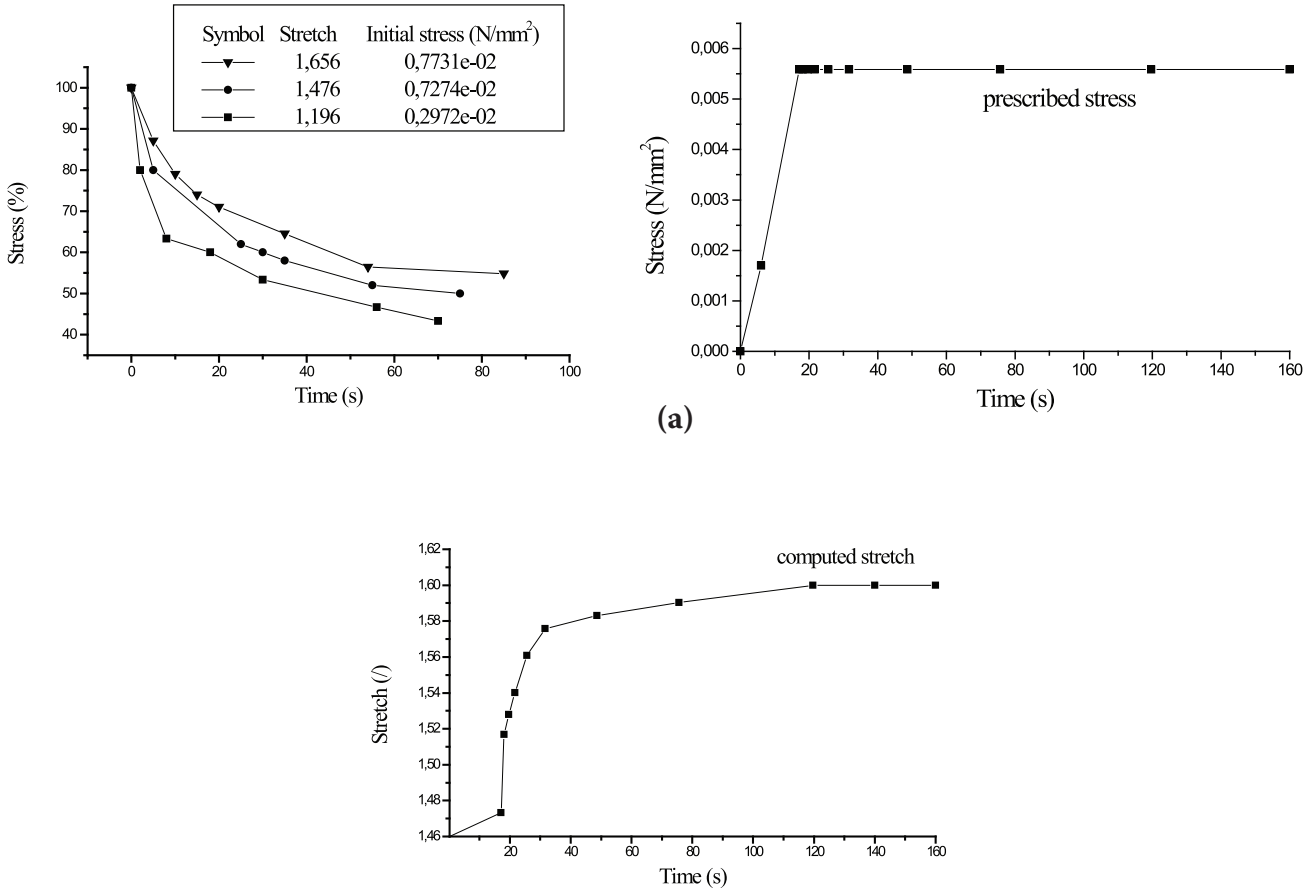 Symbol Stretch Initial stress (N/mm²)
1,656 0,7731e-02
1,476 0,7274e-02
1,196 0,2972e-02
100
90
80
70
60
50
40
Stress (%)
0 20 40 60 80 100
Time (s)
0,006
0,005
0,004
0,003
0,002
0,001
0,000
Stress (N/mm²)
prescribed stress
0 20 40 60 80 100 120 140 160
Time (s)
(a)
1,62
1,60
1,58
1,56
1,54
1,52
1,50
1,48
1,46
Stretch (/)
computed stretch
20 40 60 80 100 120 140 160
Time (s)